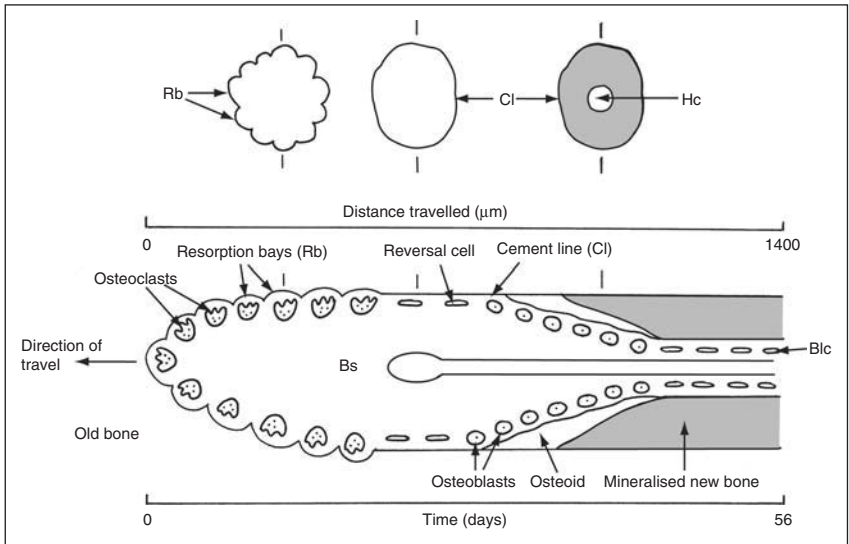 Rb
Cl
Hc
Distance travelled (μm)
0
1400
Resorption bays (Rb)
Reversal cell
Cement line (Cl)
Osteoclasts
Direction of
travel
Bs
Blc
Old bone
Osteoblasts
Osteoid
Mineralised new bone
0
Time (days)
56